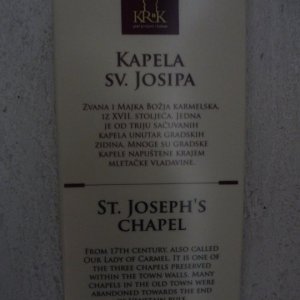 KRK
KAPELA
SV. JOSIPA
ZVANA I MAJKA BOŽJA KARMELSKA,
IZ XVII. STOLJEĆA. JEDNA
JE OD TRIJU SAČUVANIH
KAPELA UNUTAR GRADSKIH
ZIDINA. MNOGE SU GRADSKE
KAPELE NAPUŠTENE KRAJEM
MLETAČKE VLADAVINE.
ST. JOSEPH'S
CHAPEL
FROM 17TH CENTURY. ALSO CALLED
OUR LADY OF CARMEL. IT IS ONE OF
THE THREE CHAPELS PRESERVED
WITHIN THE TOWN WALLS. MANY
CHAPELS IN THE OLD TOWN WERE
ABANDONED TOWARDS THE END
RULE